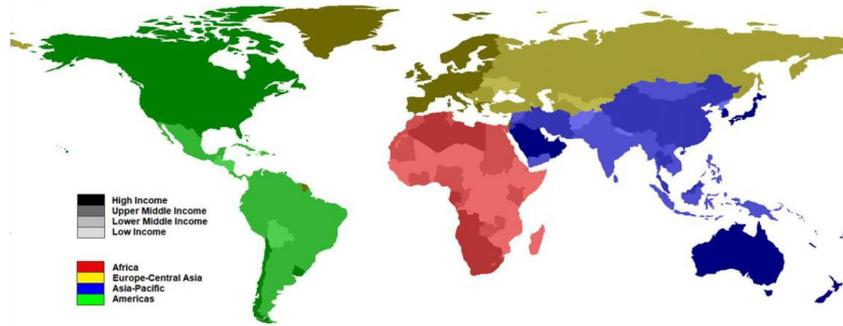 High Income
Upper Middle Income
Lower Middle Income
Low Income
Africa
Europe-Central Asia
Asia-Pacific
Americas